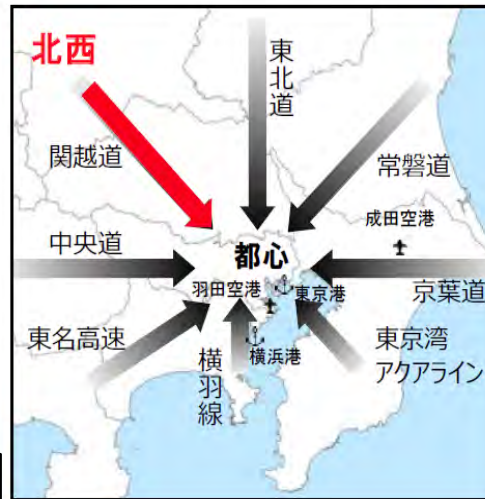 北西
東北道
関越道
常磐道
成田空港
中央道
都心
羽田空港
東京港
京葉道
東名高速
横羽線
横浜港
東京湾
アクアライン